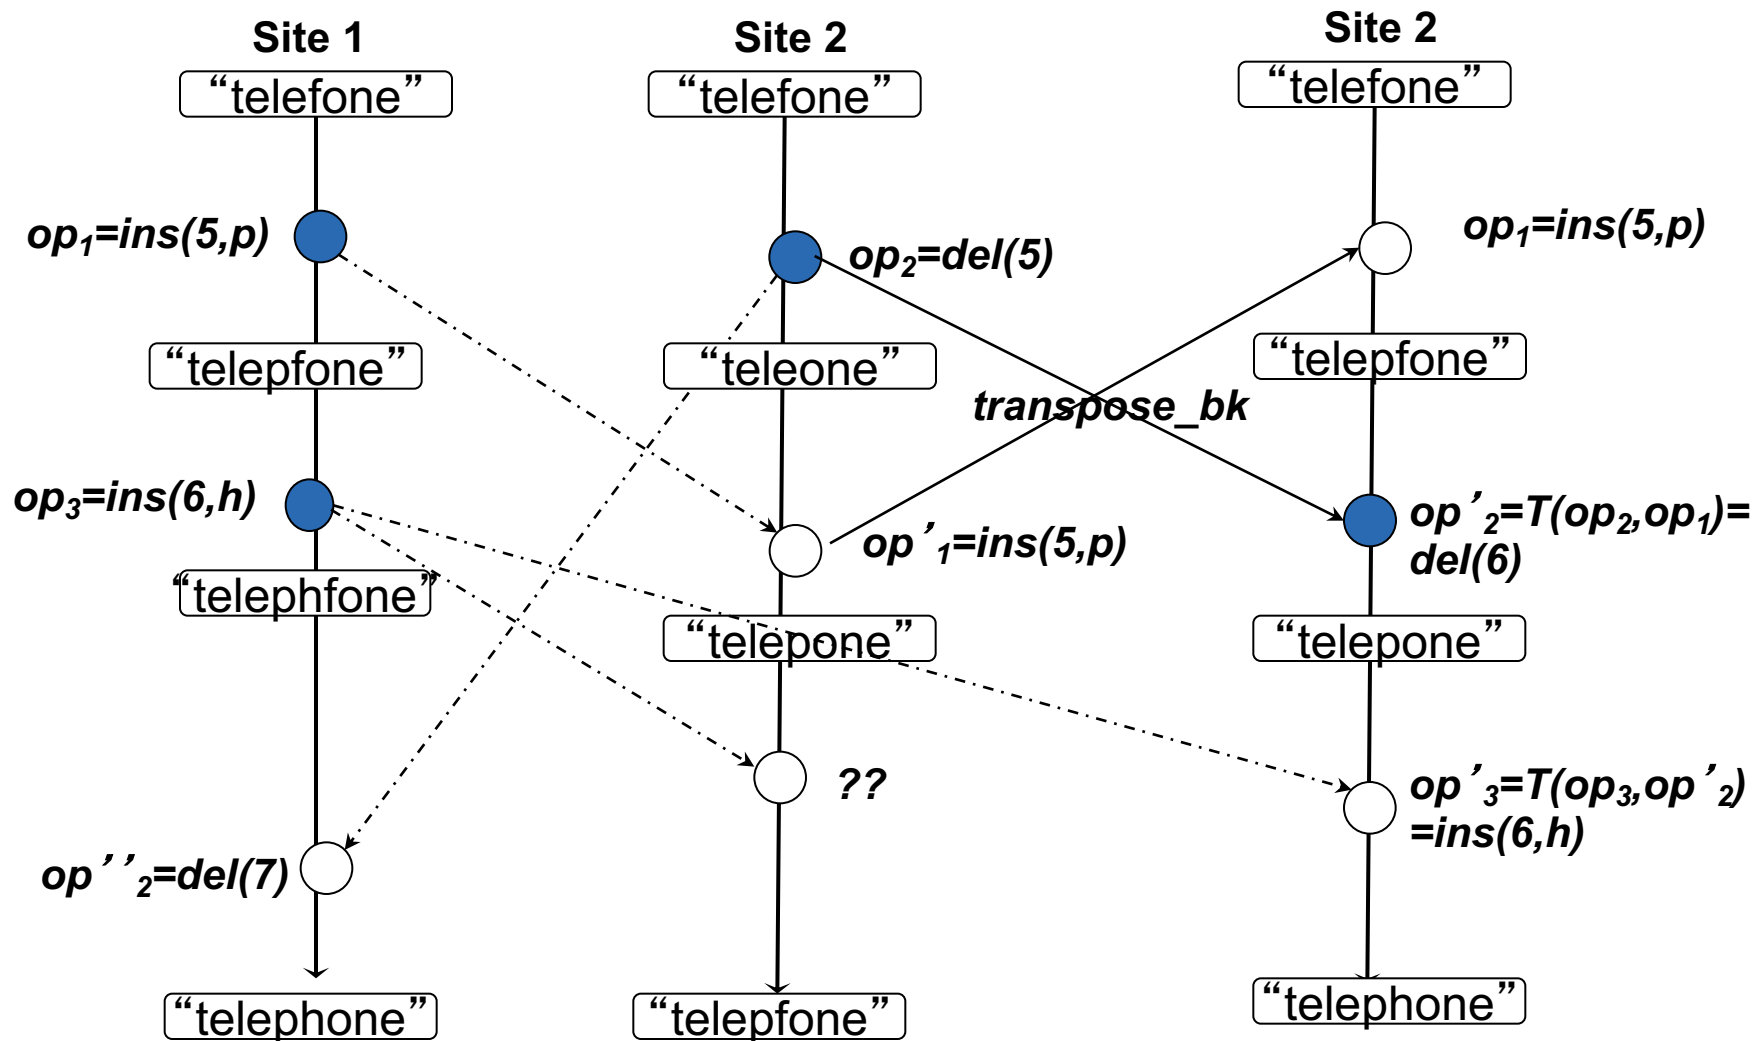 Site 1
Site 2
Site 2
“telefone”
“telefone”
“telefone”
op1=ins(5,p)
op2=del(5)
op1=ins(5,p)
“telepfone”
“teleone”
“telepfone”
transpose_bk
op3=ins(6,h)
op’1=ins(5,p)
op’2=T(op2,op1)=
del(6)
“telephfone”
“telepone”
“telepone”
??
op’3=T(op3,op’2)
=ins(6,h)
op’’2=del(7)
“telephone”
“telepfone”
“telephone”